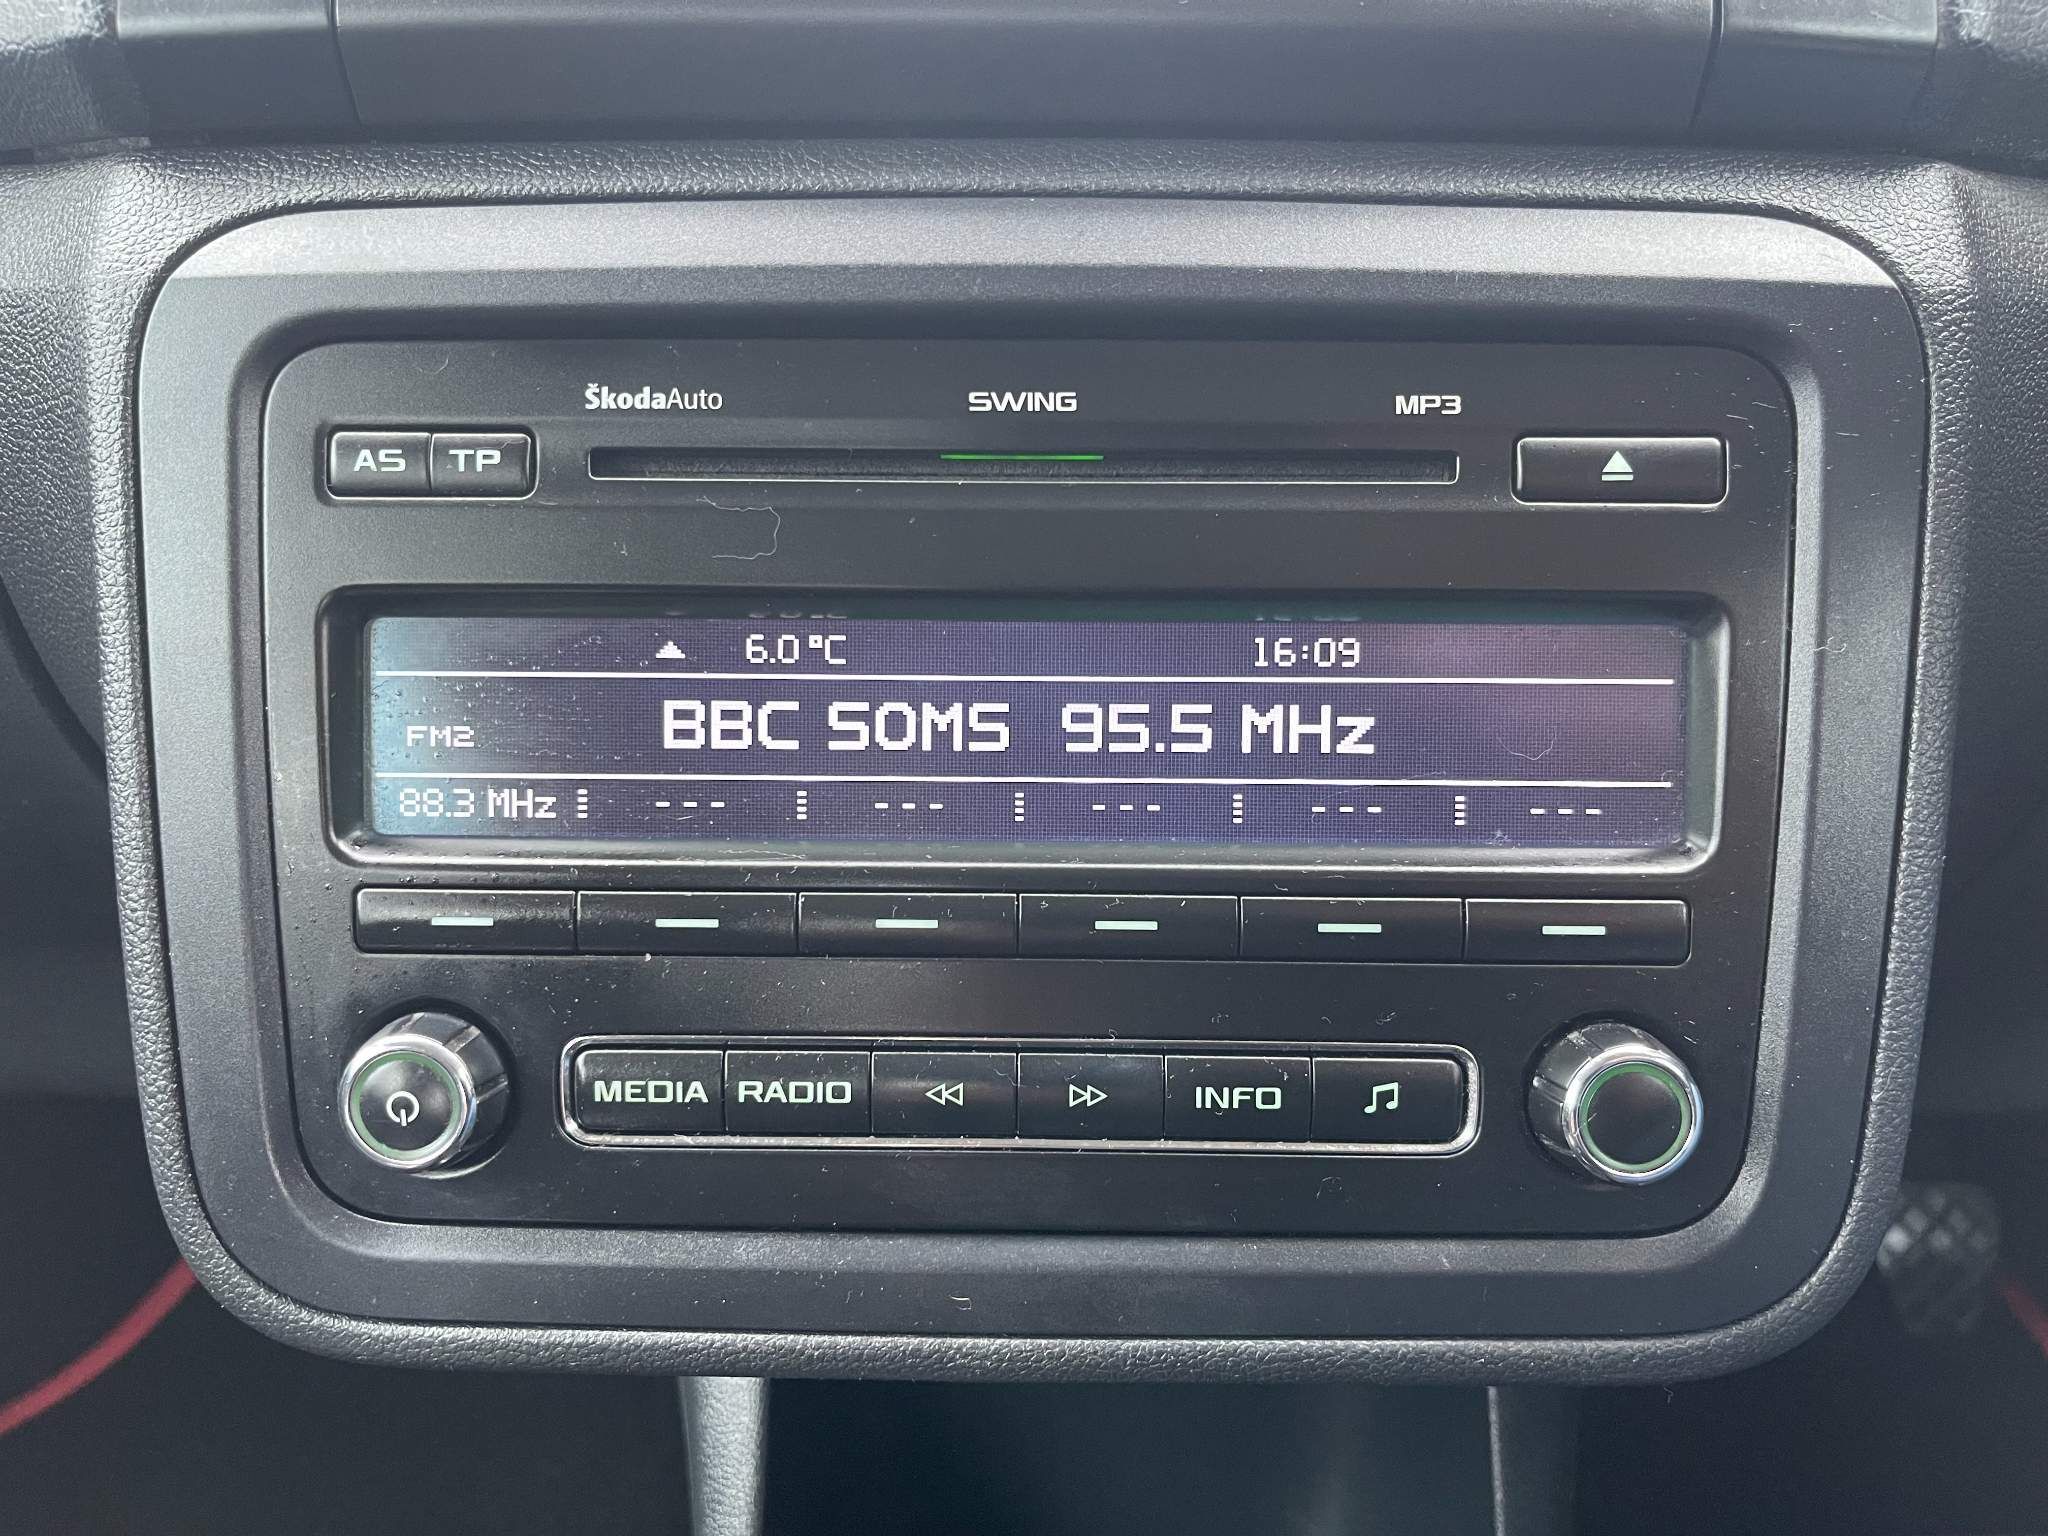 ŠkodaAuto SWING MP3
AS TP
6.0 °C 16:09
FM2 BBC SOMS 95.5 MHz
88.3 MHz --- --- --- --- ---
MEDIA RADIO INFO